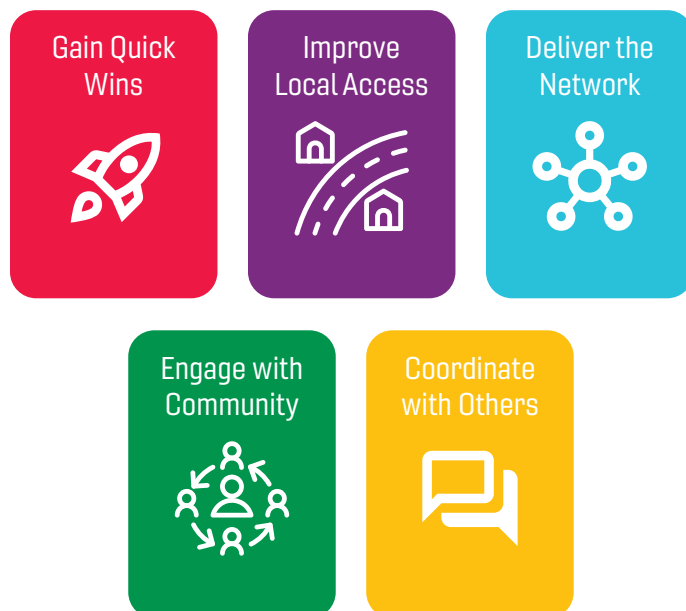 Gain Quick
Wins
Improve
Local Access
Deliver the
Network
Engage with
Community
Coordinate
with Others